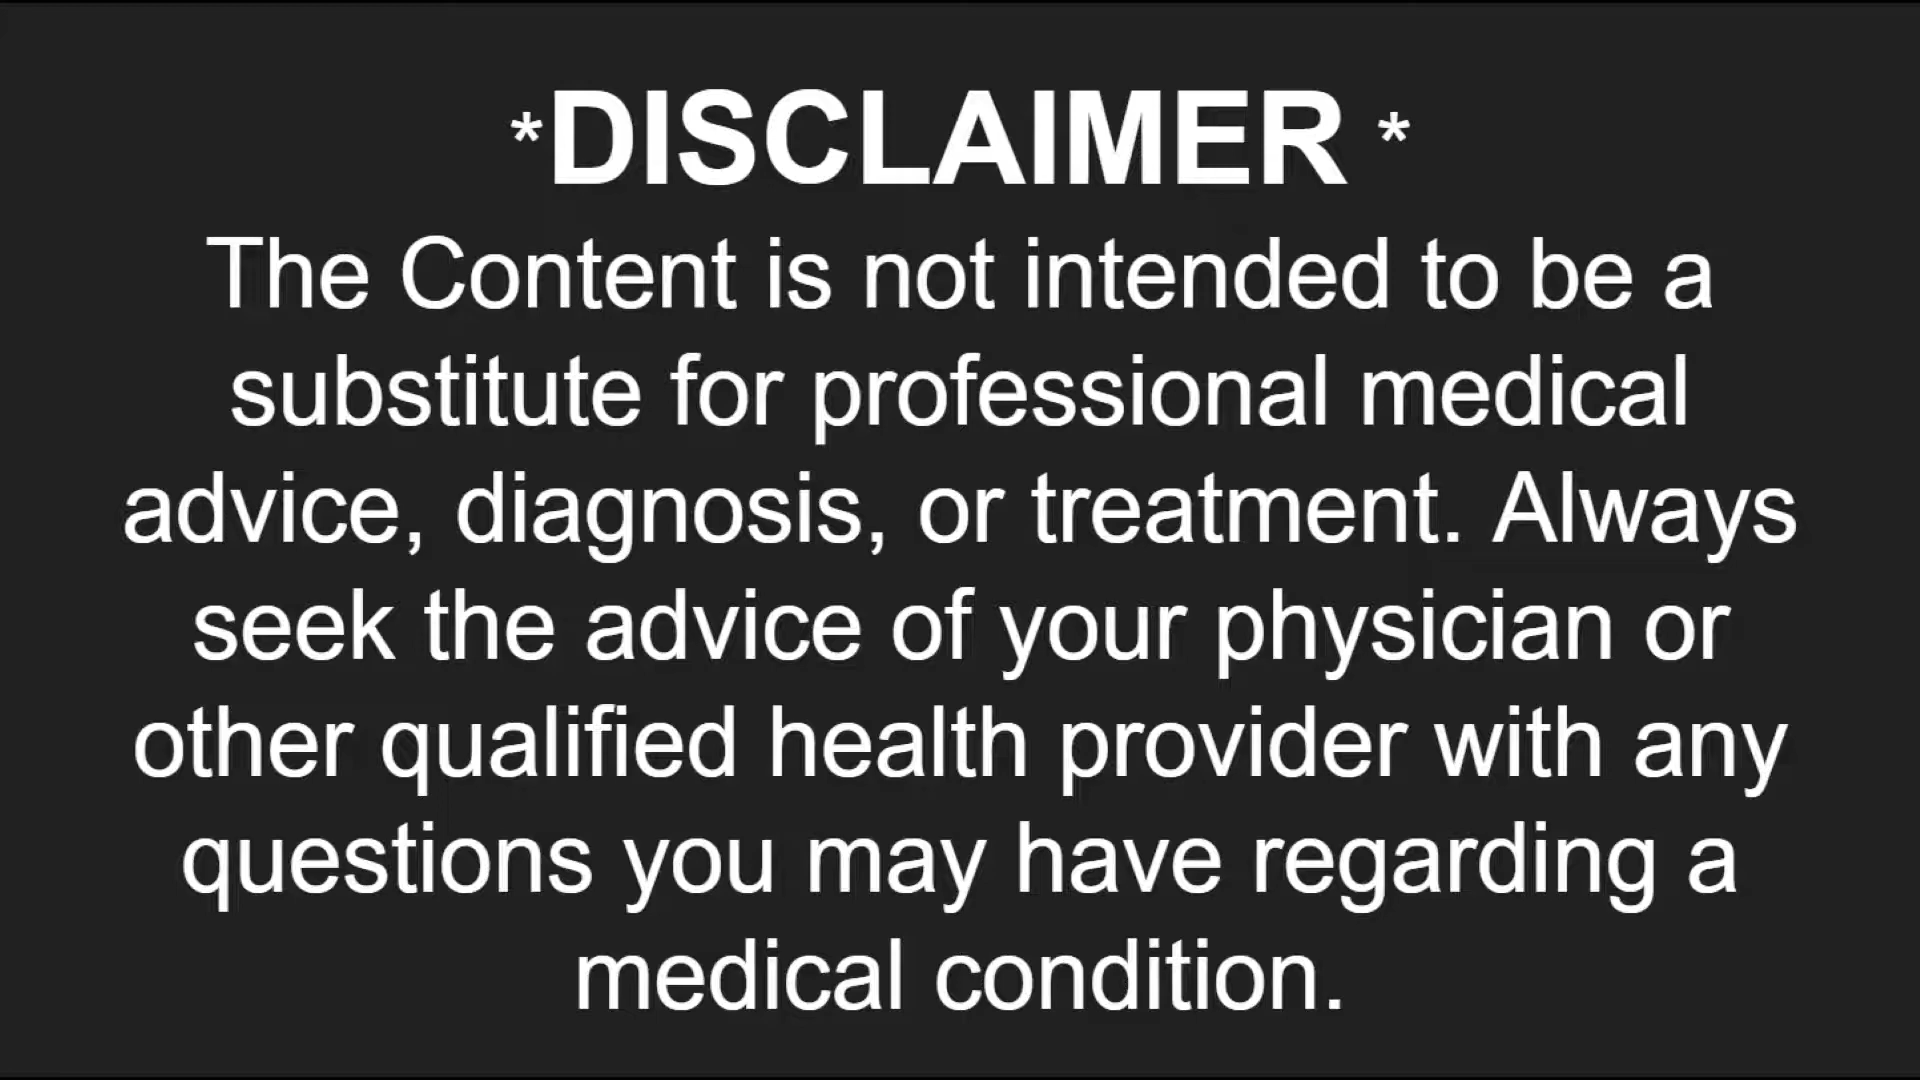 *DISCLAIMER *
The Content is not intended to be a
substitute for professional medical
advice, diagnosis, or treatment. Always
seek the advice of your physician or
other qualified health provider with any
questions you may have regarding a
medical condition.